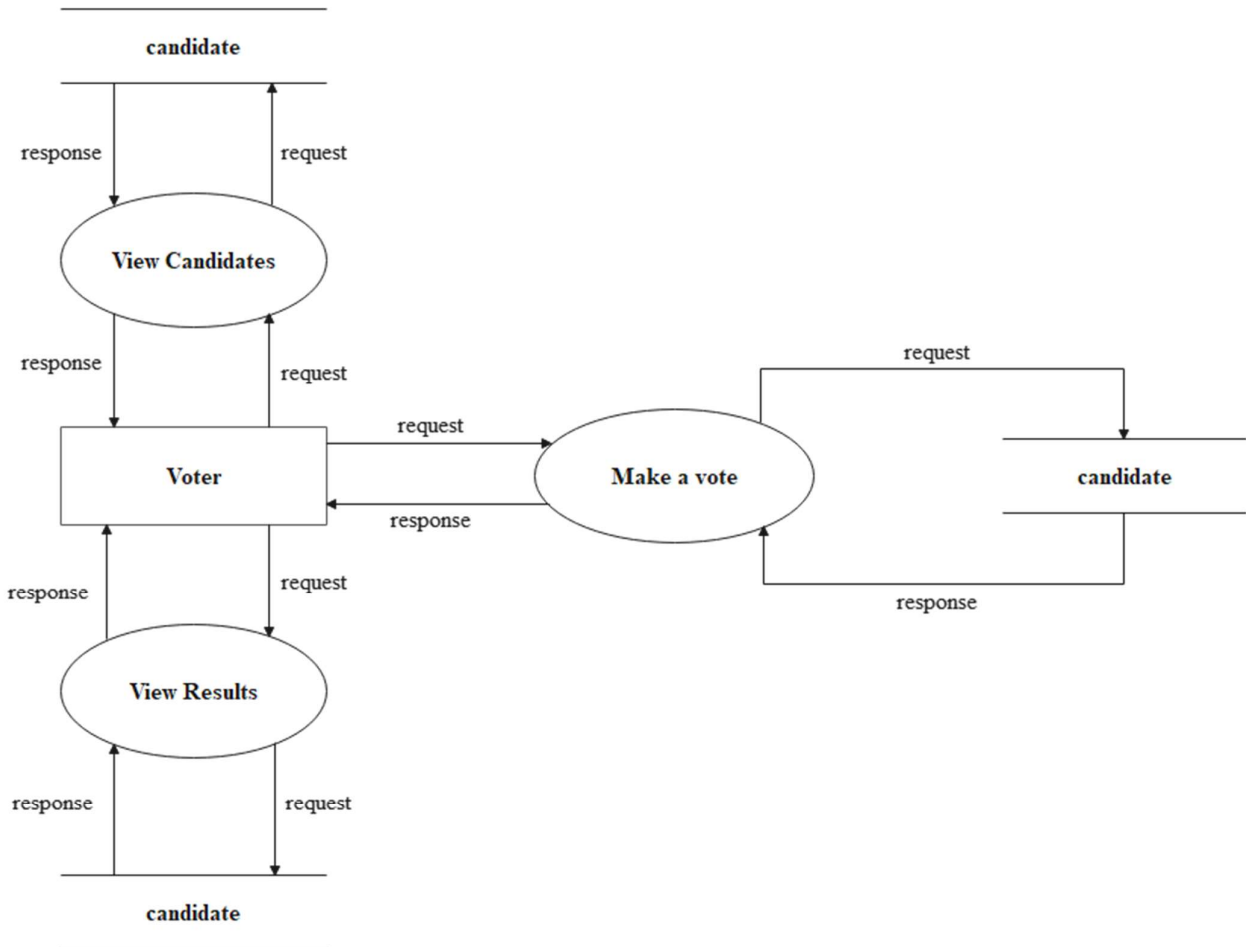 candidate
response
request
View Candidates
response
request
request
request
Voter
Make a vote
candidate
response
request
response
response
View Results
response
request
candidate